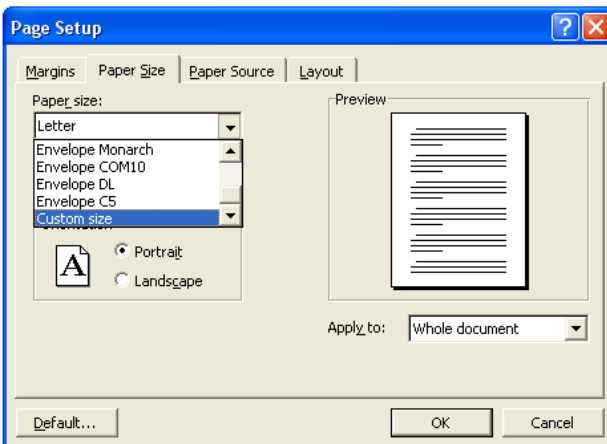 Page Setup
Margins
Paper Size
Paper Source
Layout
Paper size:
Letter
Envelope Monarch
Envelope COM10
Envelope DL
Envelope C5
Custom size
Orientation
A
Portrait
Landscape
Preview
Apply to:
Whole document
Default...
OK
Cancel